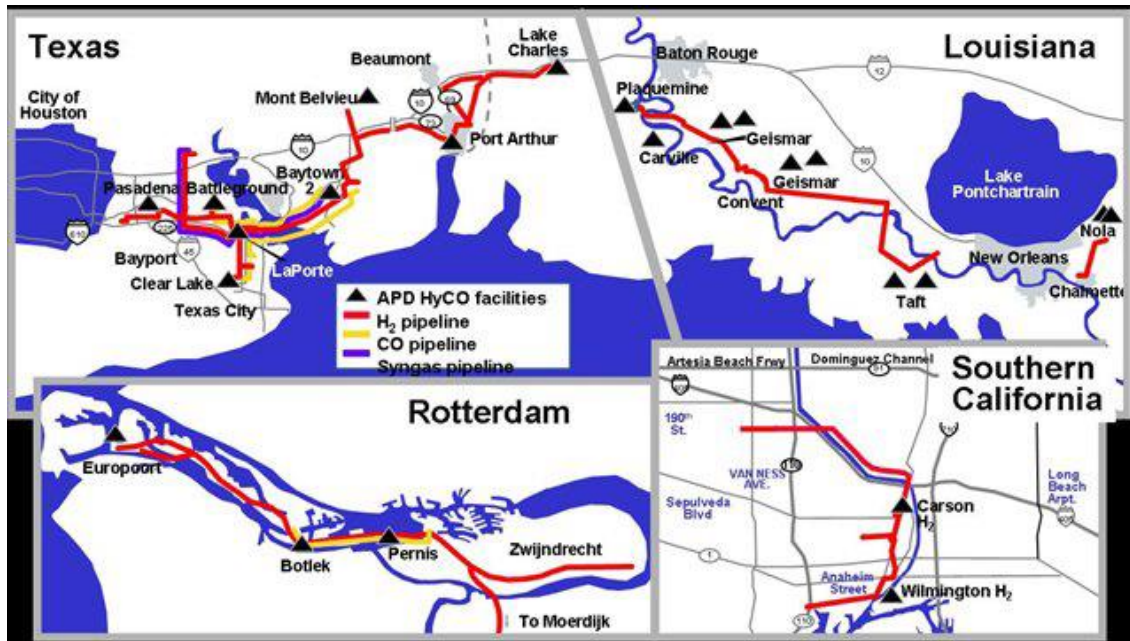 Texas
Lake
Charles
Beaumont
City of
Houston
Mont Belvieu
10
69
73
Port Arthur
10
Baytown
2
Pasadena
Battleground
225
610
45
Bayport
LaPorte
Clear Lake
Texas City
APD HyCO facilities
H2 pipeline
CO pipeline
Syngas pipeline
Louisiana
Baton Rouge
12
Plaquemine
Geismar
Carville
Geismar
10
Convent
Lake
Pontchartrain
Nola
New Orleans
Chalmette
Taft
Rotterdam
Europoort
Botlek
Pernis
Zwijndrecht
To Moerdijk
Artesia Beach Frwy
Dominguez Channel
91
Southern
California
190th
St.
VAN NESS
AVE.
110
Sepulveda
Blvd
Long
Beach
Arpt.
Carson
H2
1
Anaheim
Street
Wilmington H2
110